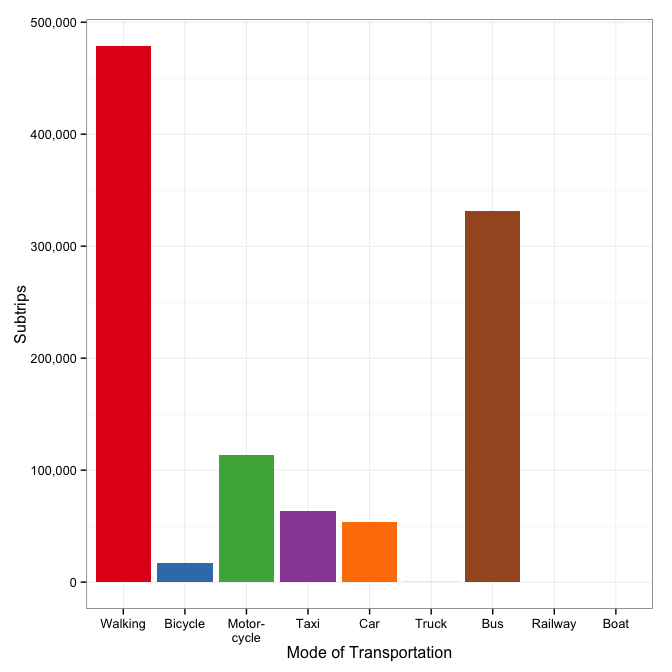 500,000
400,000
300,000
200,000
100,000
0
Subtrips
Walking Bicycle Motor- Taxi Car Truck Bus Railway Boat
cycle
Mode of Transportation